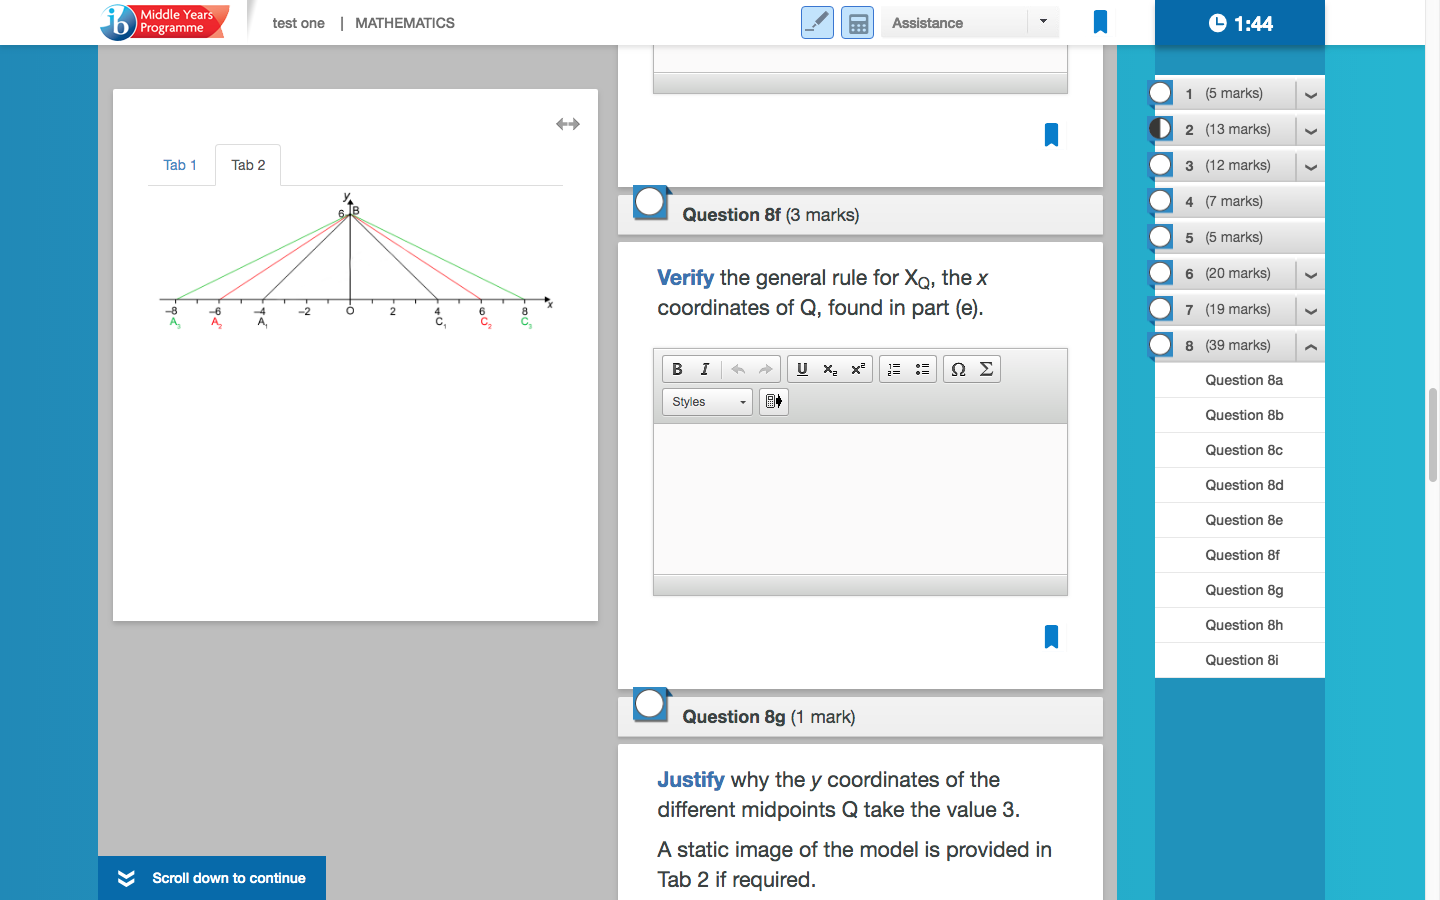 Middle Years
Programme
ib
test one | MATHEMATICS
Assistance
1:44
Tab 1
Tab 2
y
6
B
-8
-6
-4
-2
O
2
4
6
8
x
A3
A2
A1
C1
C2
C3
Question 8f (3 marks)
Verify the general rule for XQ, the x
coordinates of Q, found in part (e).
B I U X2 X² Ω Σ
Styles
Question 8g (1 mark)
Justify why the y coordinates of the
different midpoints Q take the value 3.
A static image of the model is provided in
Tab 2 if required.
1 (5 marks)
2 (13 marks)
3 (12 marks)
4 (7 marks)
5 (5 marks)
6 (20 marks)
7 (19 marks)
8 (39 marks)
Question 8a
Question 8b
Question 8c
Question 8d
Question 8e
Question 8f
Question 8g
Question 8h
Question 8i
Scroll down to continue